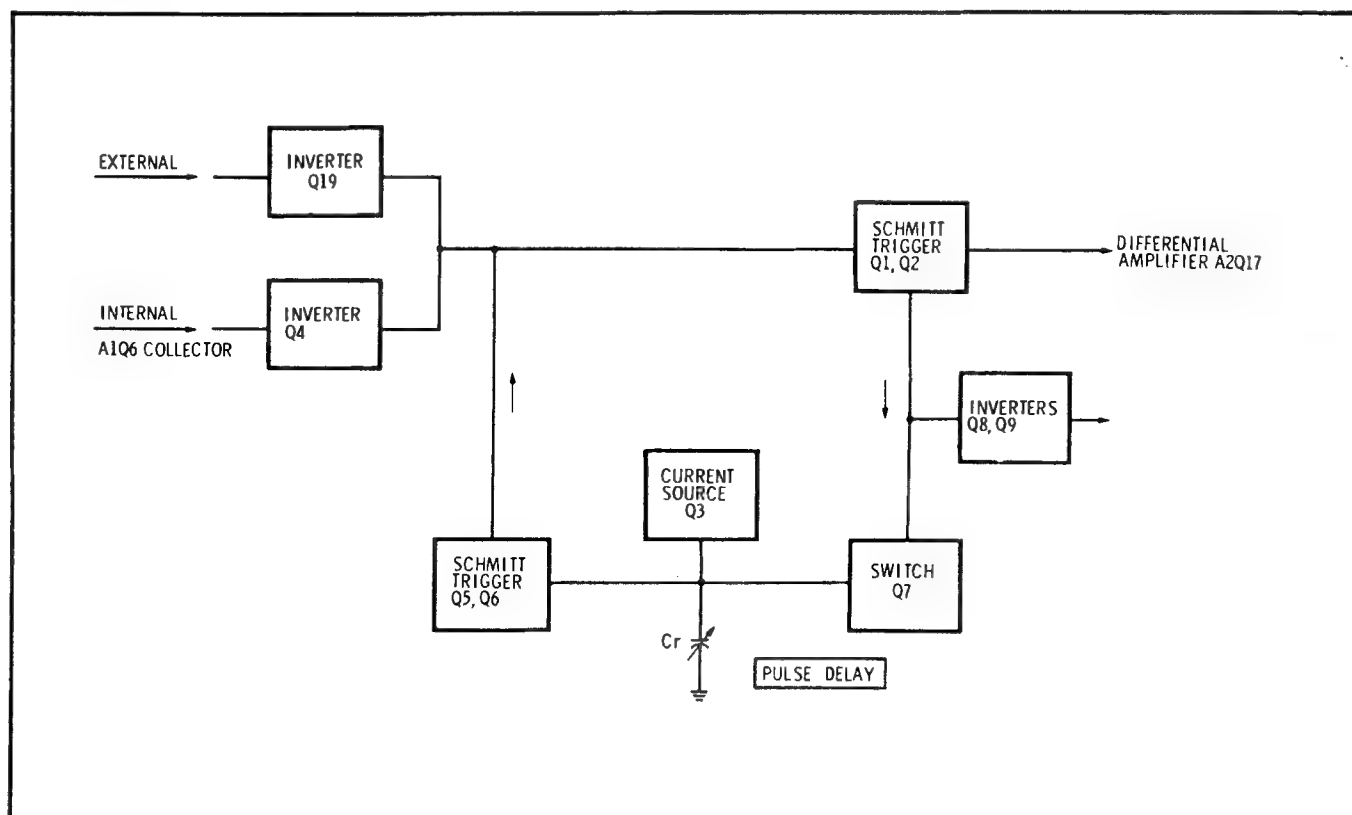 EXTERNAL
INVERTER
Q19
INTERNAL
A1Q6 COLLECTOR
INVERTER
Q4
SCHMITT
TRIGGER
Q1, Q2
DIFFERENTIAL
AMPLIFIER A2Q17
INVERTERS
Q8, Q9
CURRENT
SOURCE
Q3
SCHMITT
TRIGGER
Q5, Q6
SWITCH
Q7
Cr
PULSE DELAY